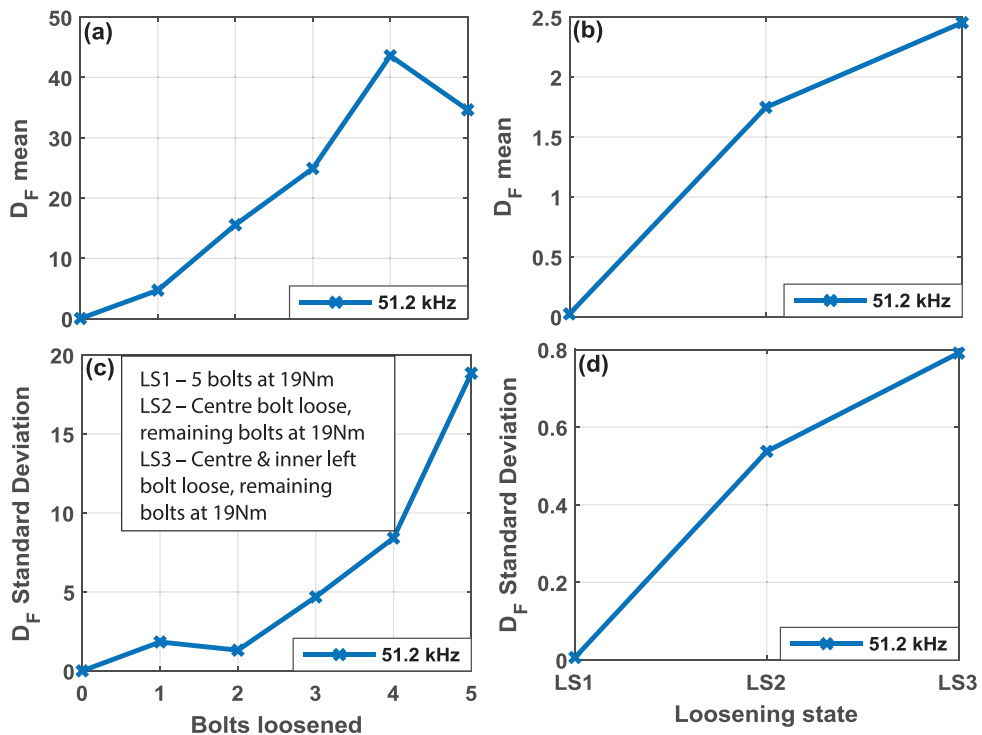 (a)
50
40
30
20
10
0
D_F mean
51.2 kHz
(b)
2.5
2
1.5
1
0.5
0
D_F mean
51.2 kHz
(c)
20
15
10
5
0
D_F Standard Deviation
LS1 – 5 bolts at 19Nm
LS2 – Centre bolt loose,
remaining bolts at 19Nm
LS3 – Centre & inner left
bolt loose, remaining
bolts at 19Nm
51.2 kHz
0 1 2 3 4 5
Bolts loosened
(d)
0.8
0.6
0.4
0.2
0
D_F Standard Deviation
51.2 kHz
LS1 LS2 LS3
Loosening state